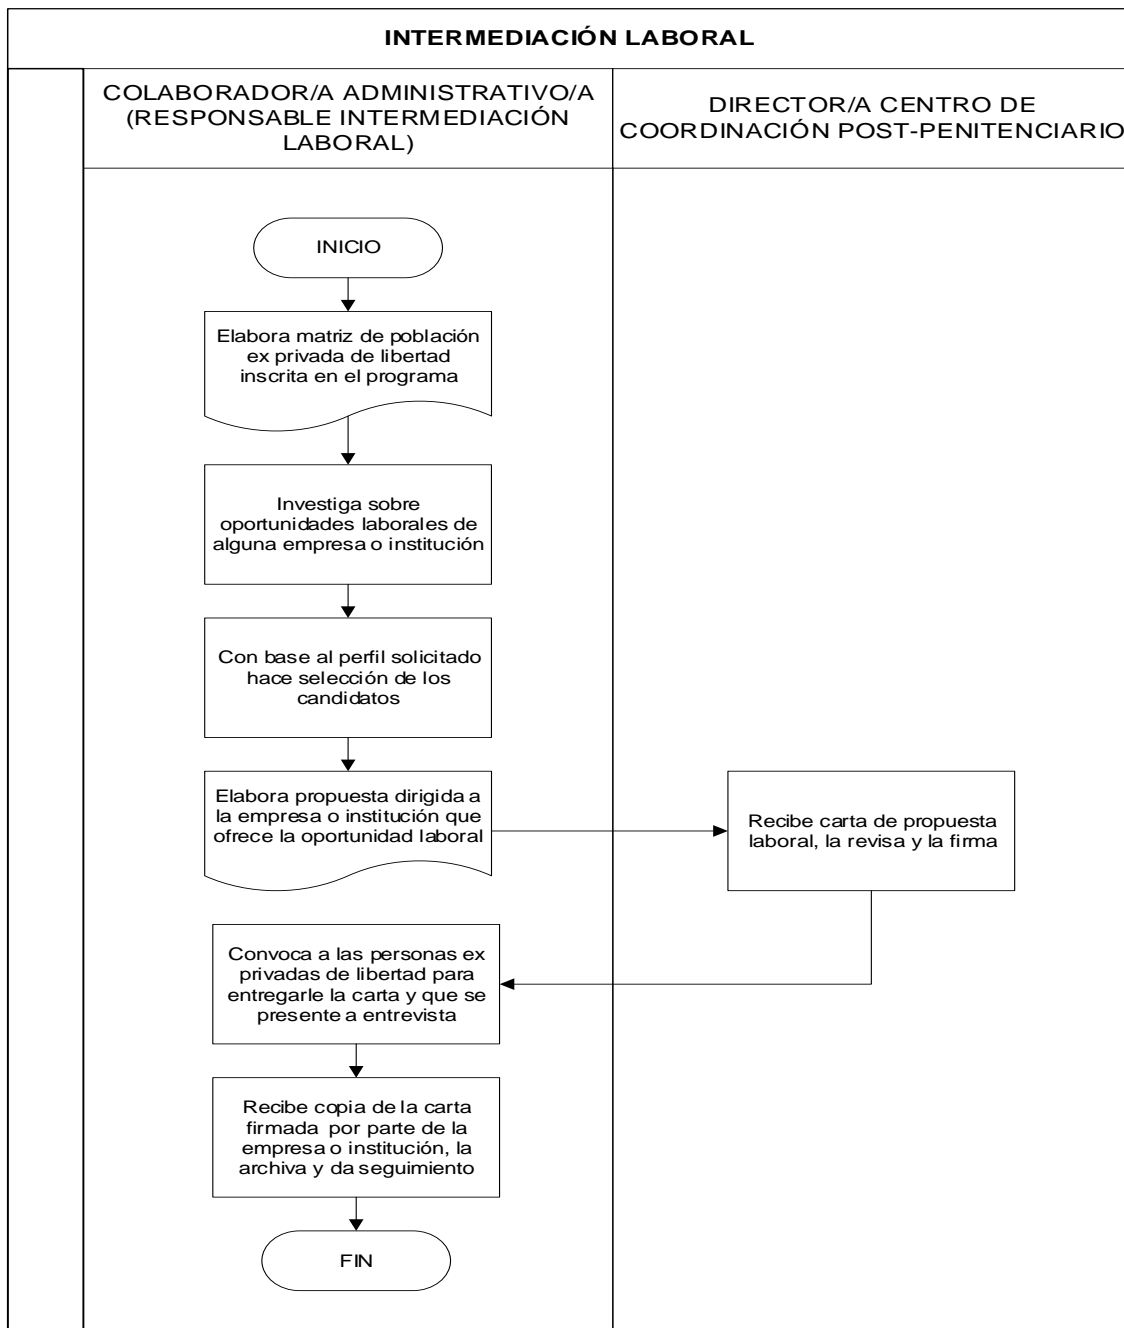 INTERMEDIACIÓN LABORAL
COLABORADOR/A ADMINISTRATIVO/A
(RESPONSABLE INTERMEDIACIÓN
LABORAL)
DIRECTOR/A CENTRO DE
COORDINACIÓN POST-PENITENCIARIO
INICIO
Elabora matriz de población
ex privada de libertad
inscrita en el programa
Investiga sobre
oportunidades laborales de
alguna empresa o institución
Con base al perfil solicitado
hace selección de los
candidatos
Elabora propuesta dirigida a
la empresa o institución que
ofrece la oportunidad laboral
Recibe carta de propuesta
laboral, la revisa y la firma
Convoca a las personas ex
privadas de libertad para
entregarle la carta y que se
presente a entrevista
Recibe copia de la carta
firmada por parte de la
empresa o institución, la
archiva y da seguimiento
FIN